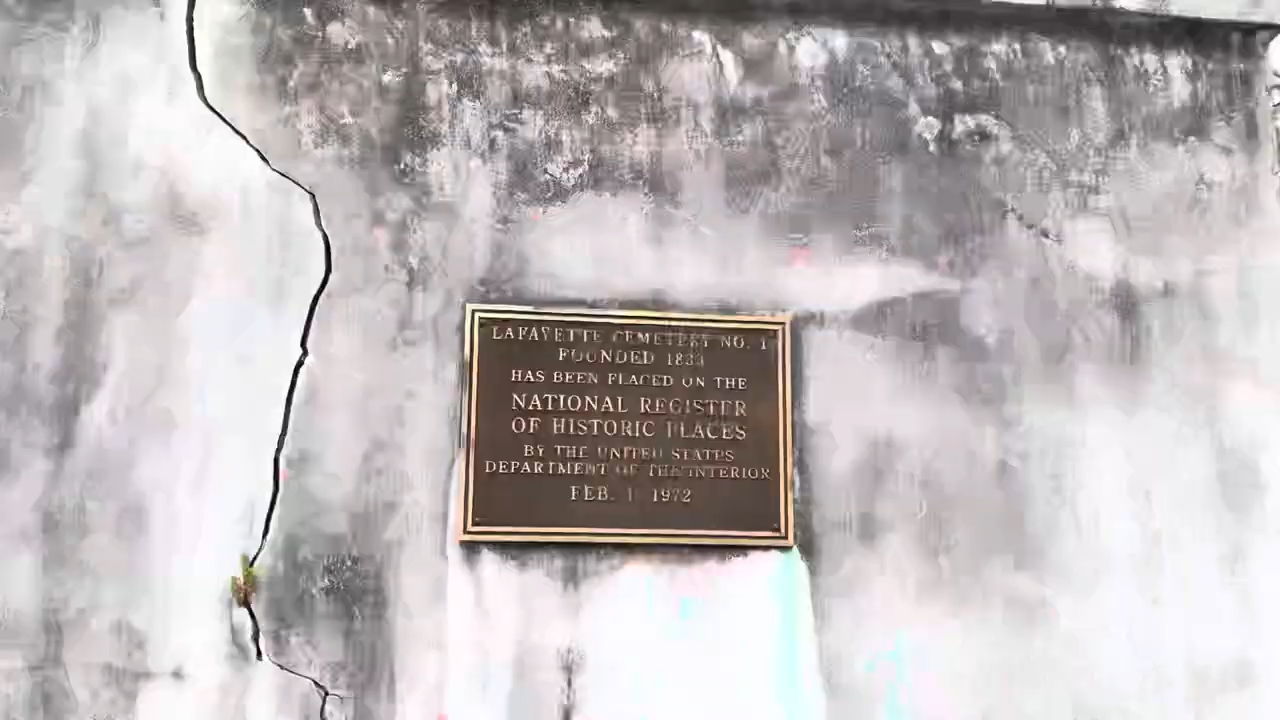 LAFAYETTE CEMETERY NO. 1
FOUNDED 1833
HAS BEEN PLACED ON THE
NATIONAL REGISTER
OF HISTORIC PLACES
BY THE UNITED STATES
DEPARTMENT OF THE INTERIOR
FEB. 1 1972